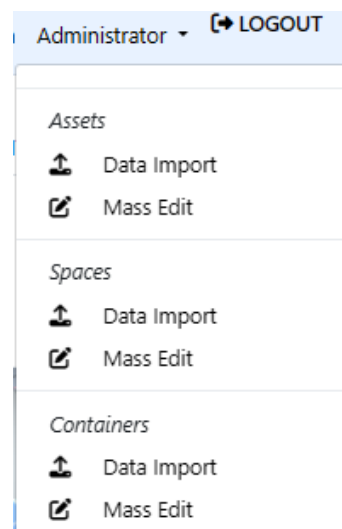 Administrator LOGOUT
Assets
Data Import
Mass Edit
Spaces
Data Import
Mass Edit
Containers
Data Import
Mass Edit